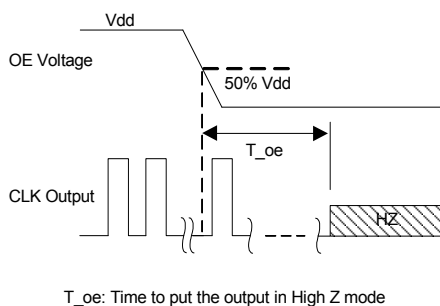 Vdd
OE Voltage
50% Vdd
T_oe
CLK Output
HZ
T_oe: Time to put the output in High Z mode